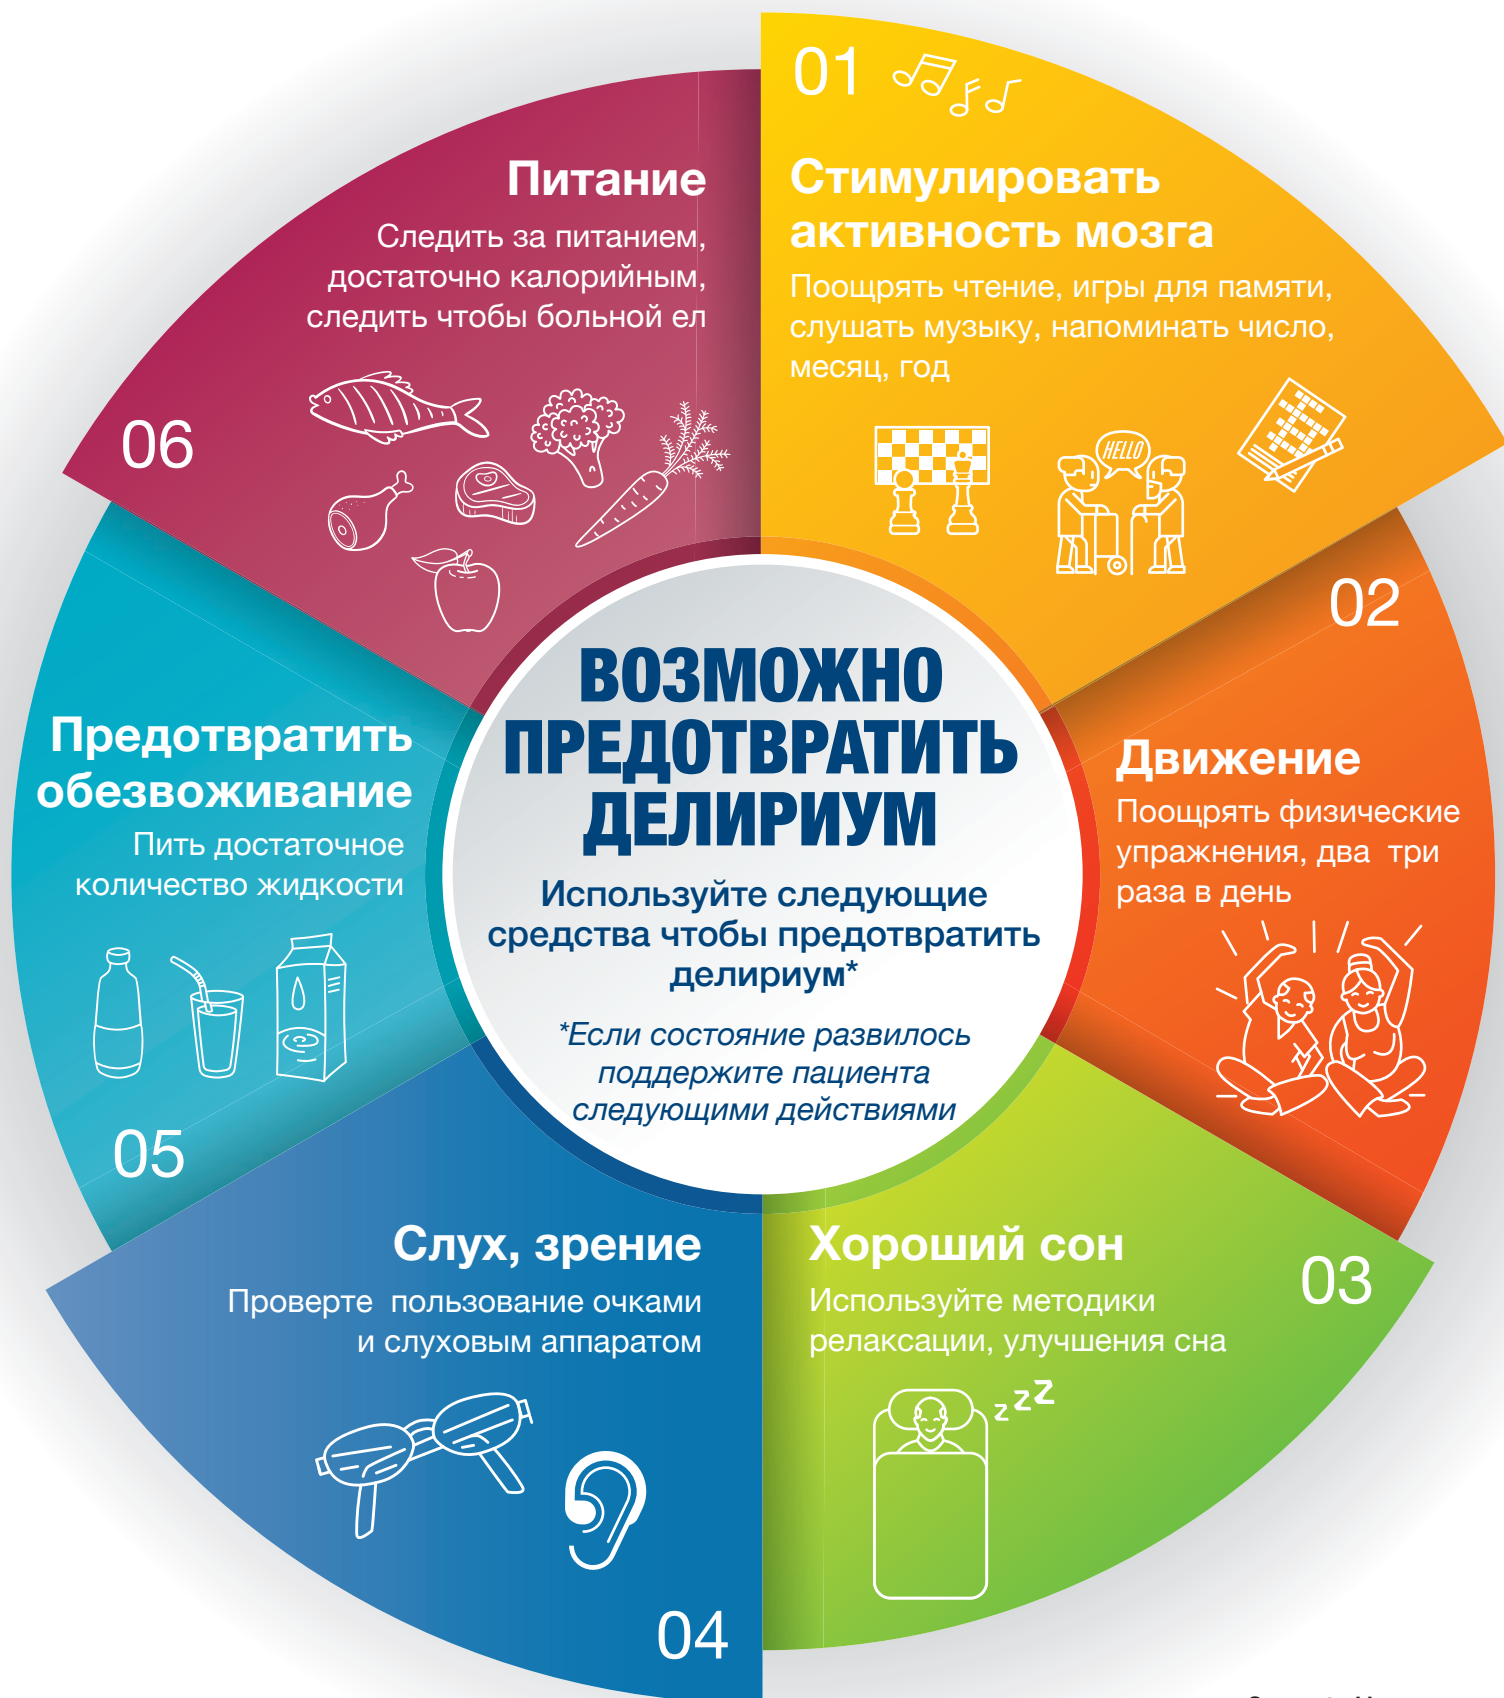 ВОЗМОЖНО
ПРЕДОТВРАТИТЬ
ДЕЛИРИУМ
Используйте следующие
средства чтобы предотвратить
делириум*
*Если состояние развилось
поддержите пациента
следующими действиями
01
Стимулировать
активность мозга
Поощрять чтение, игры для памяти,
слушать музыку, напоминать число,
месяц, год
HELLO
02
Движение
Поощрять физические
упражнения, два  три
раза в день
03
Хороший сон
Используйте методики
релаксации, улучшения сна
z z Z
04
Слух, зрение
Проверте  пользование очками
и слуховым аппаратом
05
Предотвратить
обезвоживание
Пить достаточное
количество жидкости
06
Питание
Следить за питанием,
достаточно калорийным,
следить чтобы больной ел